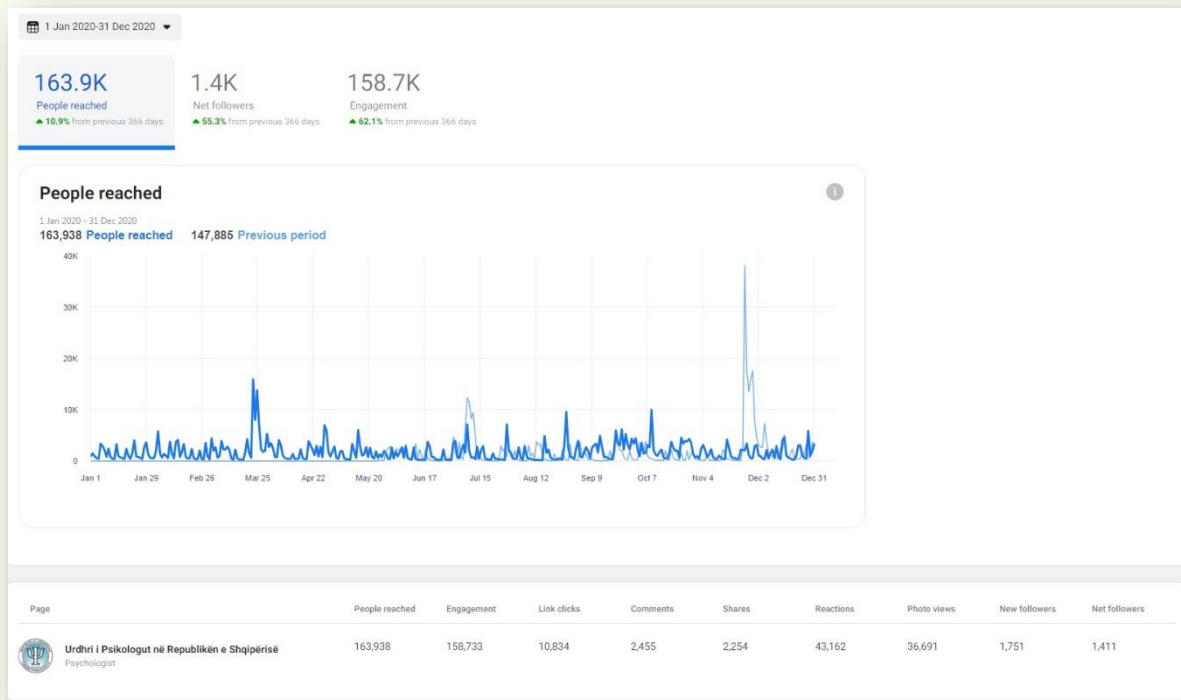 1 Jan 2020-31 Dec 2020
163.9K 1.4K 158.7K
People reached Net followers Engagement
10.9% from previous 366 days 55.3% from previous 366 days 62.1% from previous 366 days
People reached
1 Jan 2020 - 31 Dec 2020
163,938 People reached 147,885 Previous period
40K
30K
20K
10K
0
Jan 1 Jan 29 Feb 26 Mar 25 Apr 22 May 20 Jun 17 Jul 15 Aug 12 Sep 9 Oct 7 Nov 4 Dec 2 Dec 31
Page People reached Engagement Link clicks Comments Shares Reactions Photo views New followers Net followers
Urdhri i Psikologut në Republikën e Shqipërisë 163,938 158,733 10,834 2,455 2,254 43,162 36,691 1,751 1,411
Psychologist